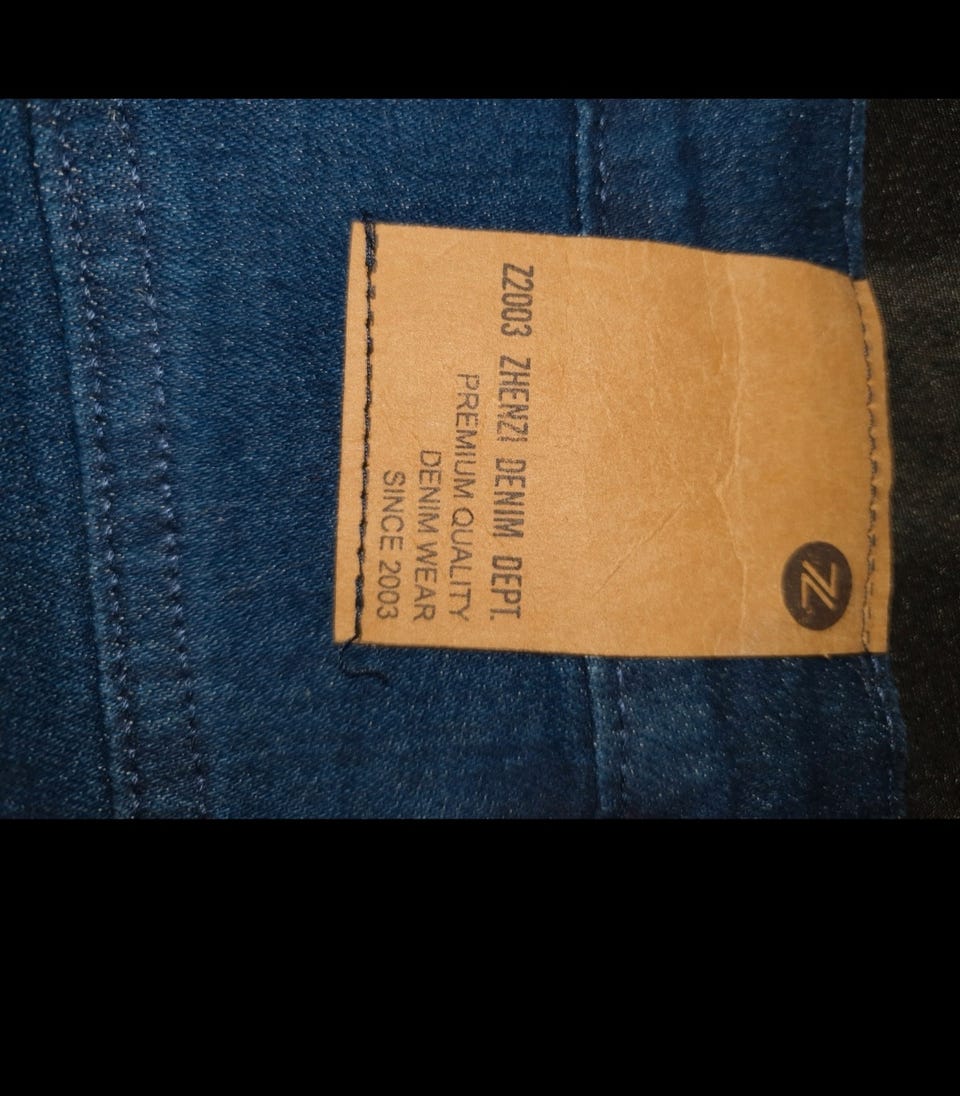 Z
Z2003 ZHENZI DENIM DEPT.
PREMIUM QUALITY
DENIM WEAR
SINCE 2003